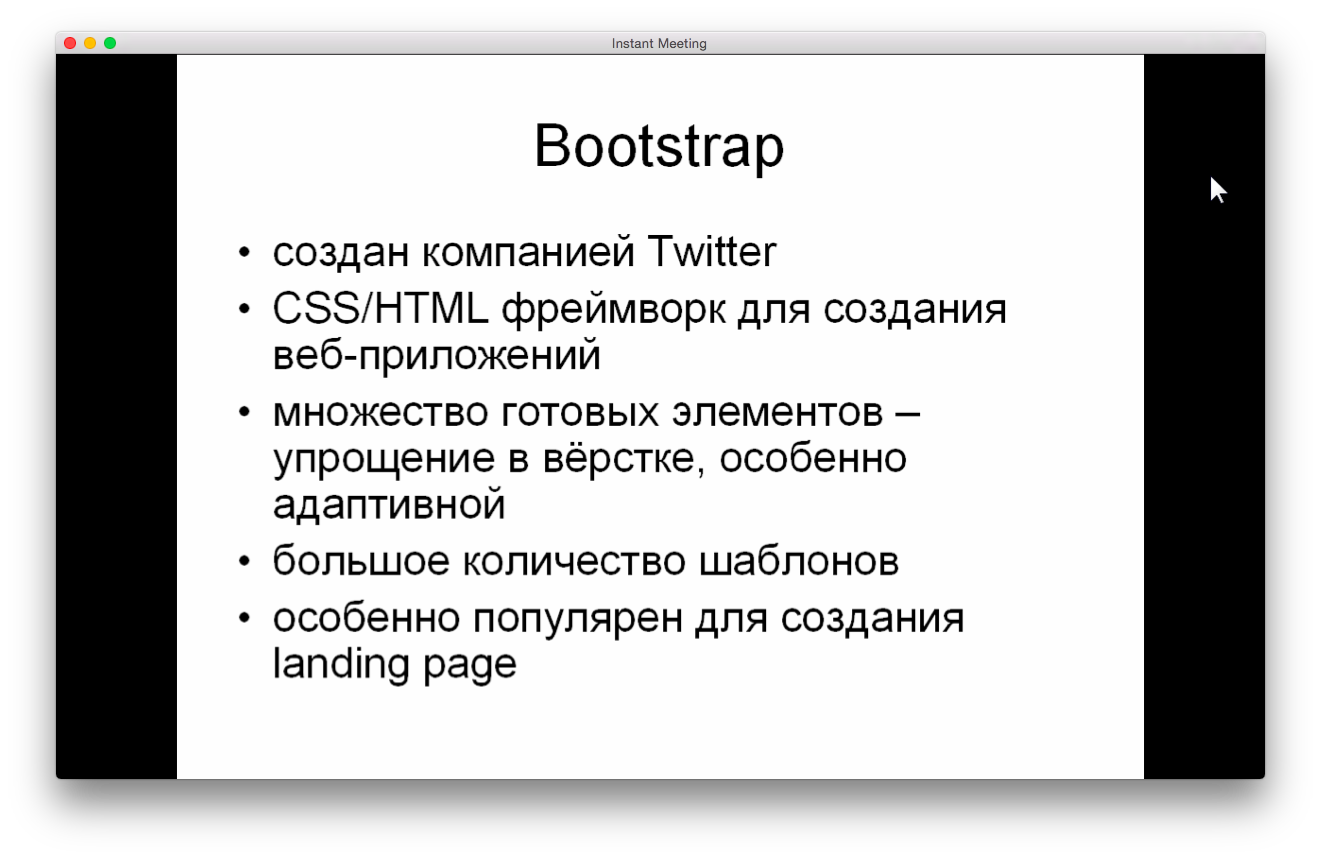 Instant Meeting
Bootstrap
• создан компанией Twitter
• CSS/HTML фреймворк для создания
веб-приложений
• множество готовых элементов –
упрощение в вёрстке, особенно
адаптивной
• большое количество шаблонов
• особенно популярен для создания
landing page